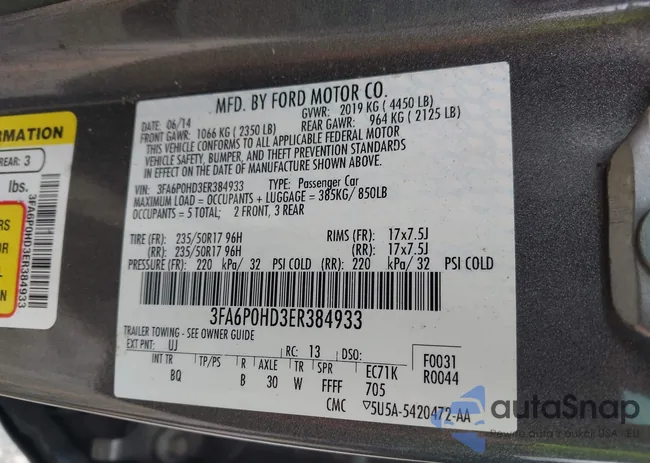 MFD. BY FORD MOTOR CO.
DATE: 06/14 GVWR: 2019 KG (4450 LB)
FRONT GAWR: 1066 KG (2350 LB) REAR GAWR: 964 KG (2125 LB)
THIS VEHICLE CONFORMS TO ALL APPLICABLE FEDERAL MOTOR
VEHICLE SAFETY, BUMPER, AND THEFT PREVENTION STANDARDS
IN EFFECT ON THE DATE OF MANUFACTURE SHOWN ABOVE.
VIN: 3FA6P0HD3ER384933 TYPE: Passenger Car
MAXIMUM LOAD = OCCUPANTS + LUGGAGE = 385KG/ 850LB
OCCUPANTS = 5 TOTAL; 2 FRONT, 3 REAR
TIRE (FR): 235/50R17 96H RIMS (FR): 17x7.5J
(RR): 235/50R17 96H (RR): 17x7.5J
PRESSURE (FR): 220 kPa/ 32 PSI COLD (RR): 220 kPa/ 32 PSI COLD
3FA6P0HD3ER384933
TRAILER TOWING - SEE OWNER GUIDE
EXT PNT: UJ RC: 13 DSO: F0031
INT TR TP/PS R AXLE TR SPR EC71K R0044
BQ B 30 W FFFF 705
CMC ▽5U5A-5420472-AA
ORMATION
REAR: 3
lbs.
3FA6P0HD3ER384933
autoSnap
Auto z aukcji USA i EU